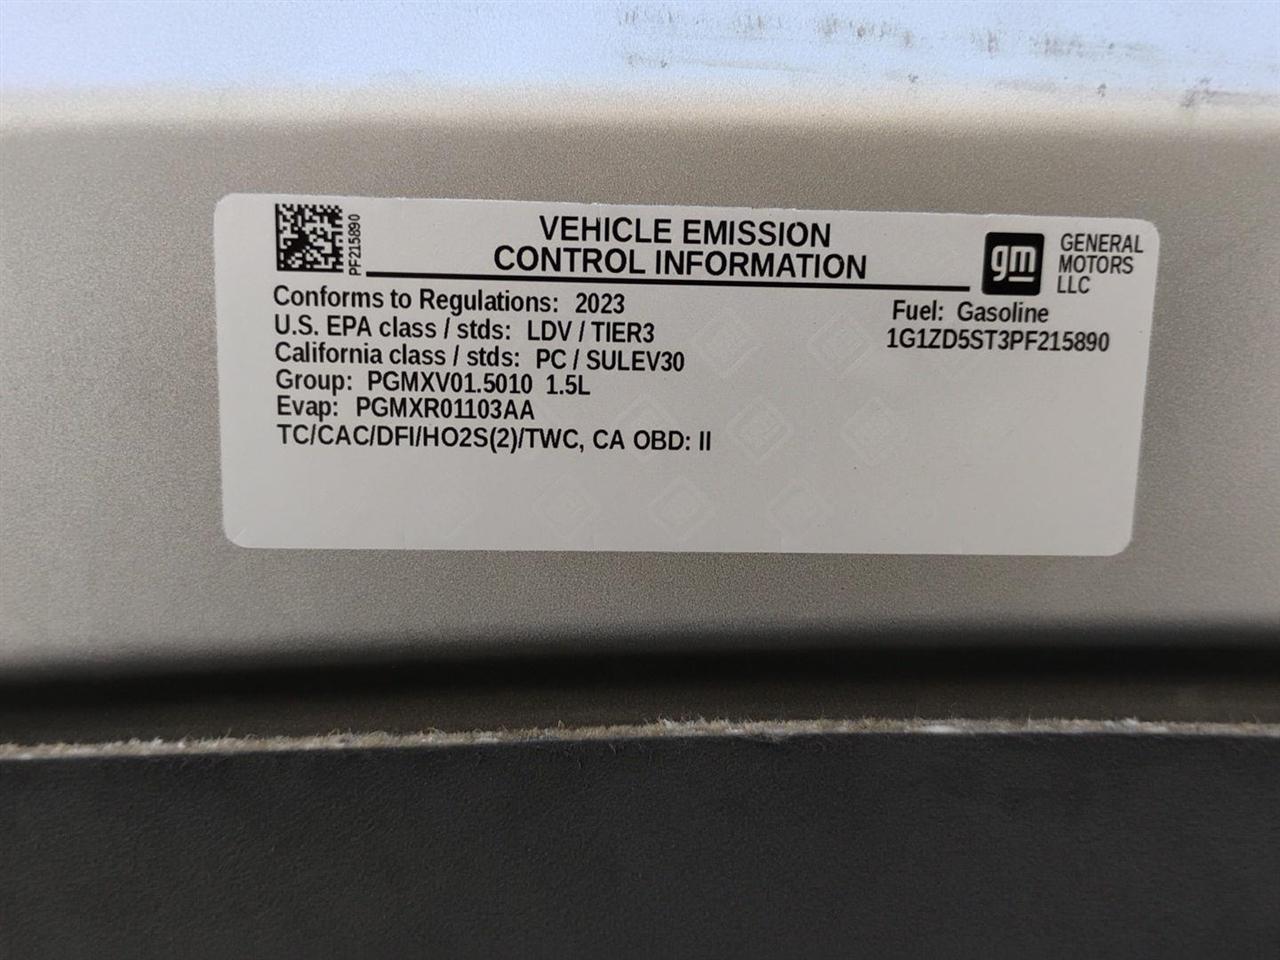 PF215890
VEHICLE EMISSION
CONTROL INFORMATION
gm
GENERAL
MOTORS
LLC
Conforms to Regulations: 2023
U.S. EPA class / stds: LDV / TIER3
California class / stds: PC / SULEV30
Group: PGMXV01.5010 1.5L
Evap: PGMXR01103AA
TC/CAC/DFI/HO2S(2)/TWC, CA OBD: II
Fuel: Gasoline
1G1ZD5ST3PF215890